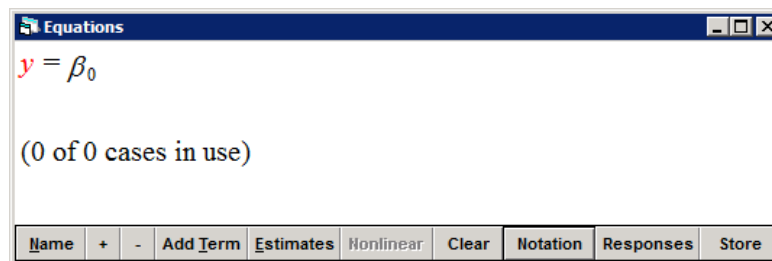 Equations
y = β₀
(0 of 0 cases in use)
Name + - Add Term Estimates Nonlinear Clear Notation Responses Store